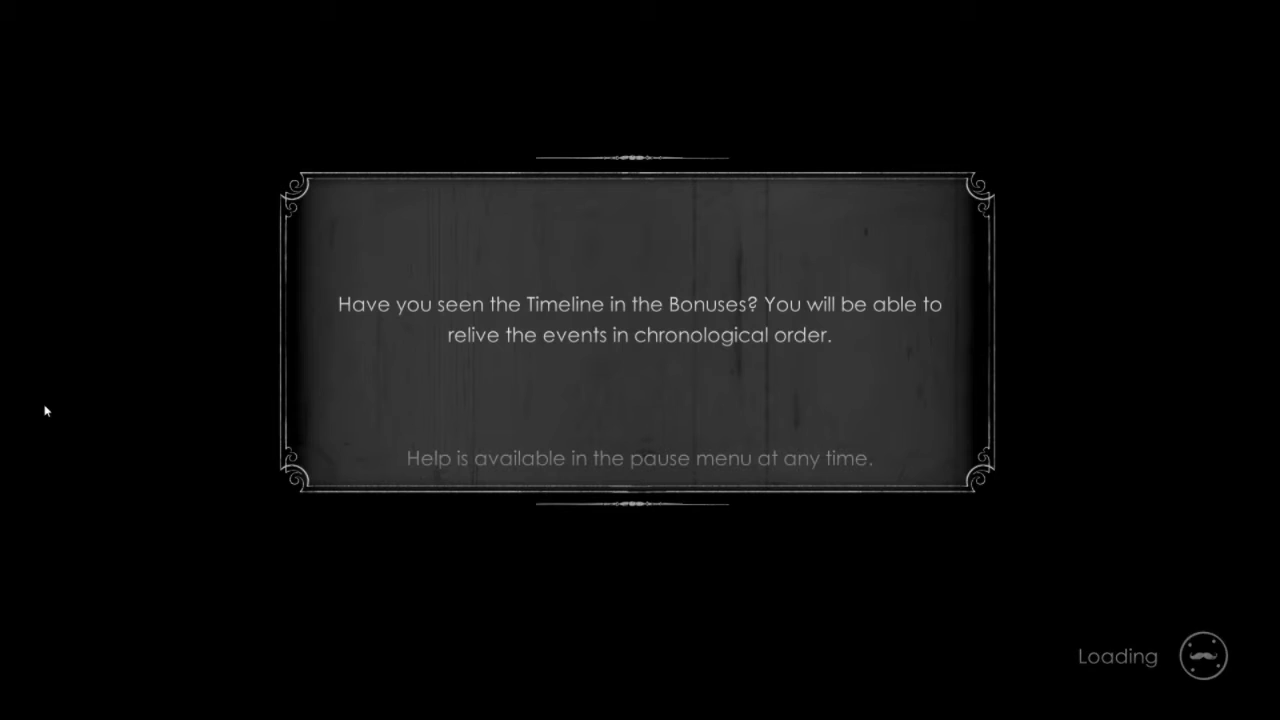 Have you seen the Timeline in the Bonuses? You will be able to
relive the events in chronological order.
Help is available in the pause menu at any time.
Loading